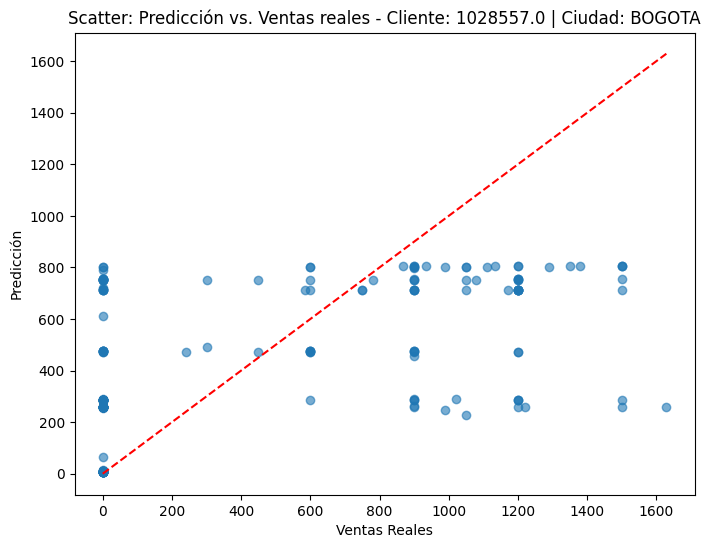 Scatter: Predicción vs. Ventas reales - Cliente: 1028557.0 | Ciudad: BOGOTA
1600
1400
1200
1000
800
600
400
200
0
Predicción
0 200 400 600 800 1000 1200 1400 1600
Ventas Reales